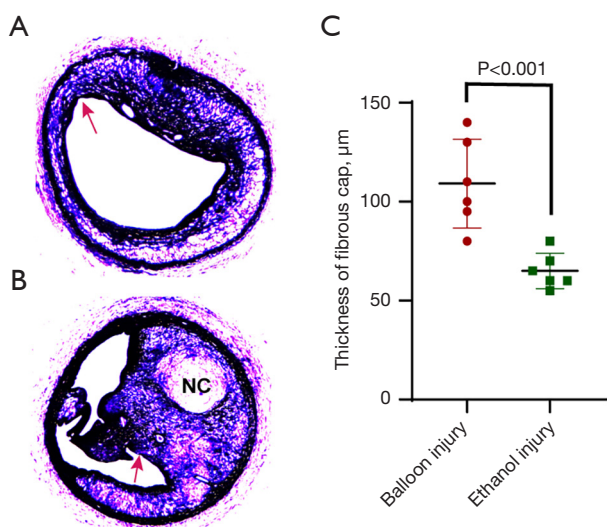 A
B
NC
C
P<0.001
Thickness of fibrous cap, μm
150
100
50
0
Balloon injury
Ethanol injury